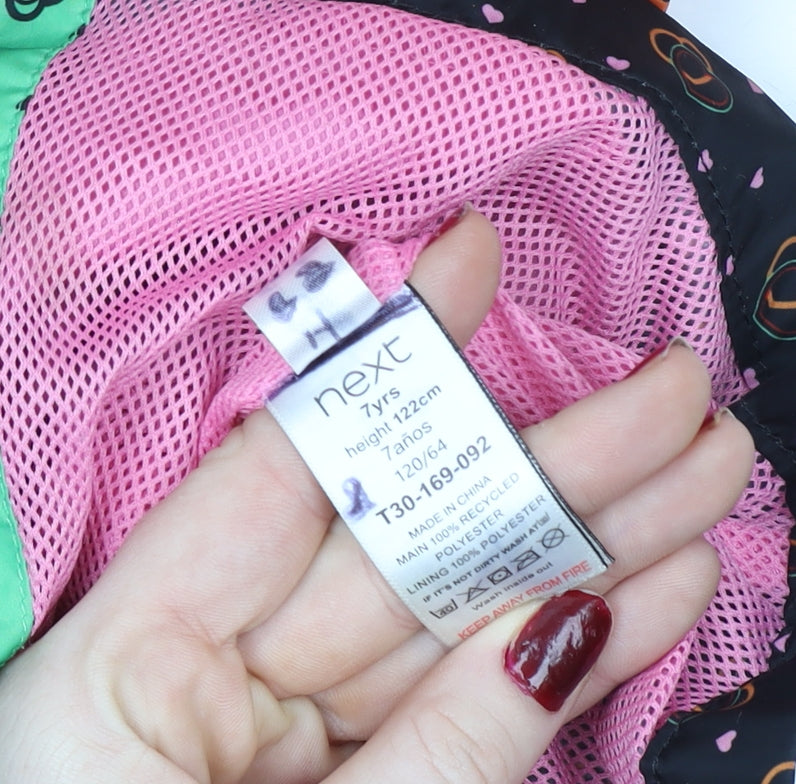 H
next
7yrs
height 122cm
7años
120/64
T30-169-092
MADE IN CHINA
MAIN 100% RECYCLED
POLYESTER
LINING 100% POLYESTER
IF IT'S NOT DIRTY WASH AT
40
Wash inside out
KEEP AWAY FROM FIRE